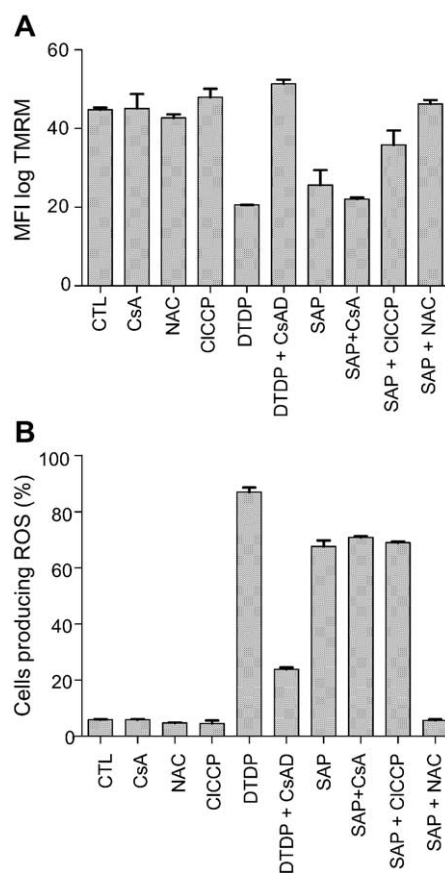 A
MFI log TMRM
60
40
20
0
CTL
CsA
NAC
ClCCP
DTDP
DTDP + CsAD
SAP
SAP+CsA
SAP + ClCCP
SAP + NAC
B
Cells producing ROS (%)
100
80
60
40
20
0
CTL
CsA
NAC
ClCCP
DTDP
DTDP + CsAD
SAP
SAP+CsA
SAP + ClCCP
SAP + NAC